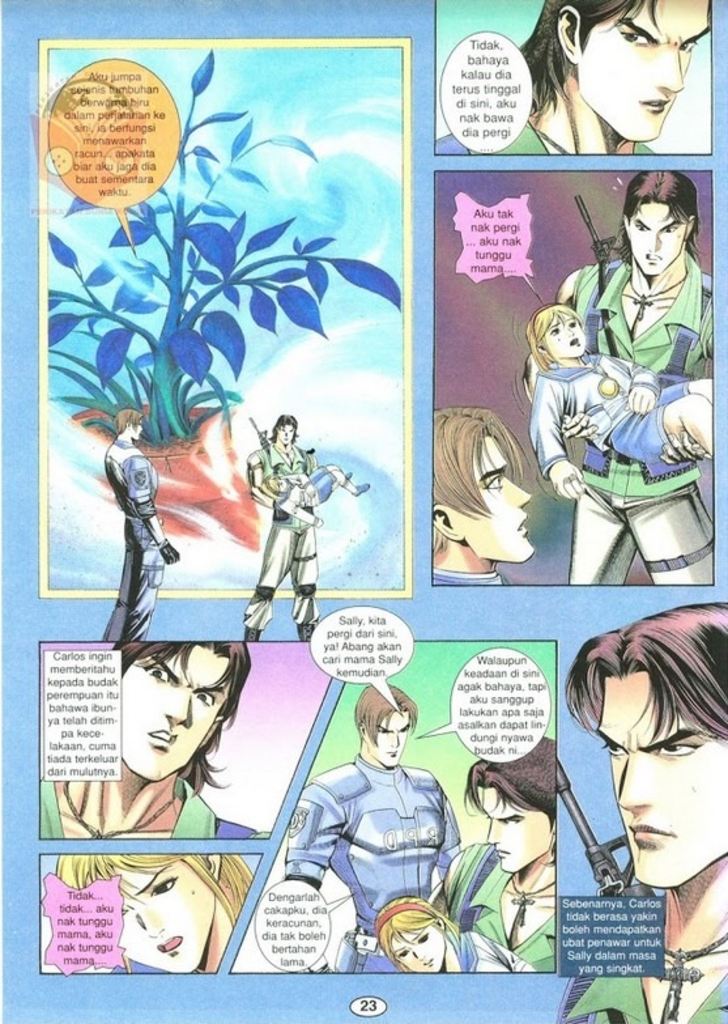 Aku jumpa
sejenis tumbuhan
berwarna biru
dalam perjalanan ke
sini, ia berfungsi
menawarkan
racun... apakata
biar aku jaga dia
buat sementara
waktu.
Tidak,
bahaya
kalau dia
terus tinggal
di sini, aku
nak bawa
dia pergi
....
Aku tak
nak pergi
... aku nak
tunggu
mama....
Carlos ingin
memberitahu
kepada budak
perempuan itu
bahawa ibun-
ya telah ditim-
pa kece-
lakaan, cuma
tiada terkeluar
dari mulutnya.
Sally, kita
pergi dari sini,
ya! Abang akan
cari mama Sally
kemudian.
Walaupun
keadaan di sini
agak bahaya, tapi
aku sanggup
lakukan apa saja
asalkan dapat lin-
dungi nyawa
budak ni...
RPD
Tidak...
tidak... aku
nak tunggu
mama, aku
nak tunggu
mama....
Dengarlah
cakapku, dia
keracunan,
dia tak boleh
bertahan
lama.
Sebenarnya, Carlos
tidak berasa yakin
boleh mendapatkan
ubat penawar untuk
Sally dalam masa
yang singkat.
23